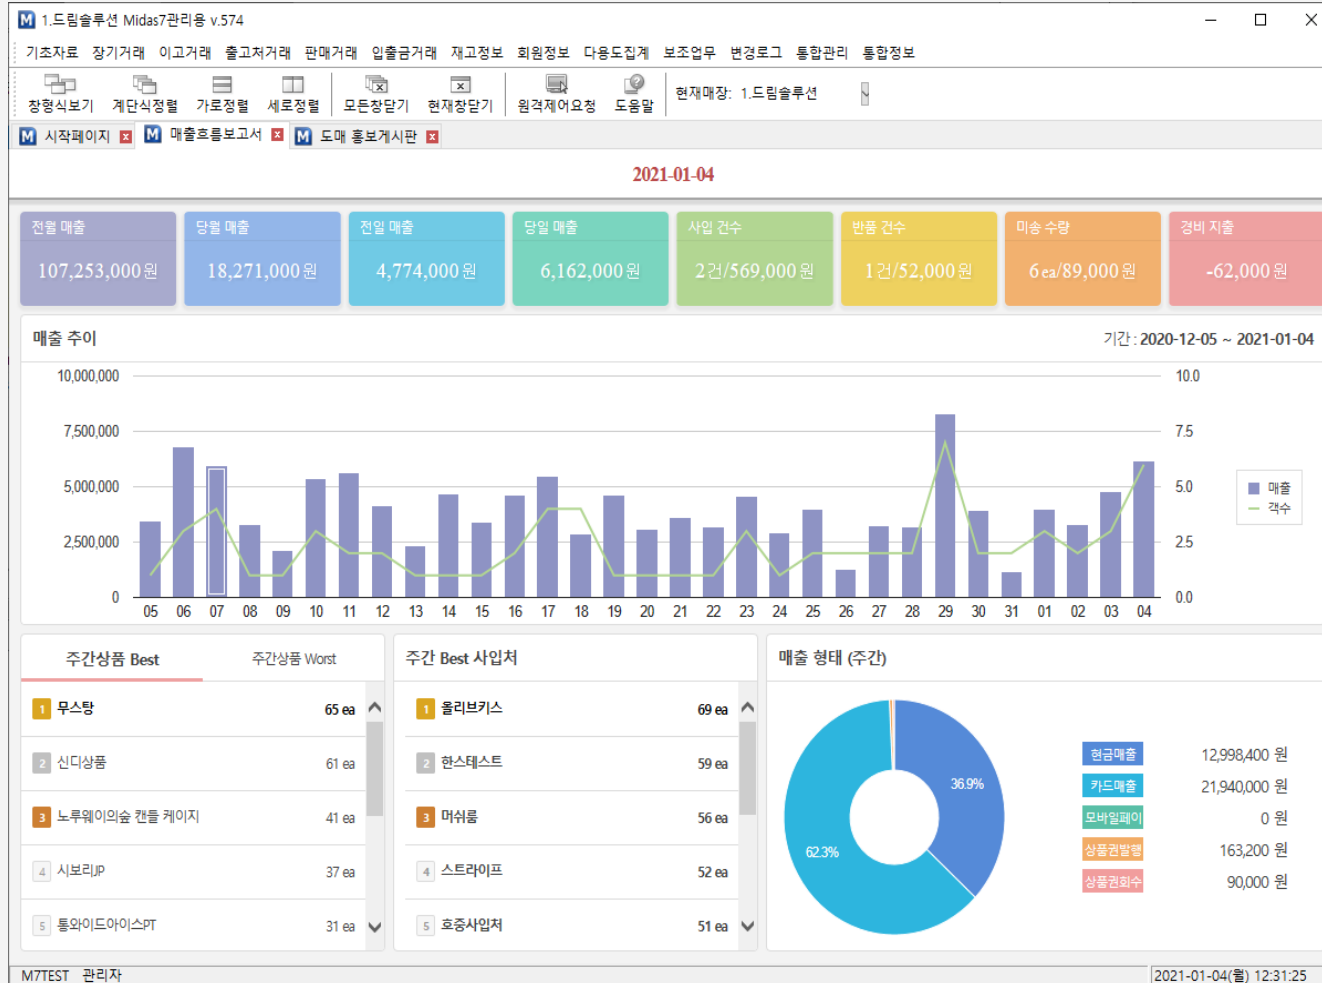 1.드림솔루션 Midas7관리용 v.574
기초자료 장기거래 이고거래 출고처거래 판매거래 입출금거래 재고정보 회원정보 다용도집계 보조업무 변경로그 통합관리 통합정보
창형식보기 계단식정렬 가로정렬 세로정렬 모든창닫기 현재창닫기 원격제어요청 도움말 현재매장: 1.드림솔루션
시작페이지 매출흐름보고서 도매 홍보게시판
2021-01-04
전월 매출 당월 매출 전일 매출 당일 매출 사입 건수 반품 건수 미송 수량 경비 지출
107,253,000원 18,271,000원 4,774,000원 6,162,000원 2건/569,000원 1건/52,000원 6ea/89,000원 -62,000원
매출 추이 기간 : 2020-12-05 ~ 2021-01-04
10,000,000 10.0
7,500,000 7.5
5,000,000 5.0
매출
객수
2,500,000 2.5
0 0.0
05 06 07 08 09 10 11 12 13 14 15 16 17 18 19 20 21 22 23 24 25 26 27 28 29 30 31 01 02 03 04
주간상품 Best 주간상품 Worst 주간 Best 사입처 매출 형태 (주간)
1 무스탕 65 ea 1 올리브키스 69 ea
2 신디상품 61 ea 2 한스테스트 59 ea
3 노루웨이의숲 캔들 케이지 41 ea 3 머쉬룸 56 ea
4 시보리JP 37 ea 4 스트라이프 52 ea
5 통와이드아이스PT 31 ea 5 호중사입처 51 ea
36.9%
62.3%
현금매출 12,998,400 원
카드매출 21,940,000 원
모바일페이 0 원
상품권발행 163,200 원
상품권회수 90,000 원
M7TEST 관리자 2021-01-04(월) 12:31:25